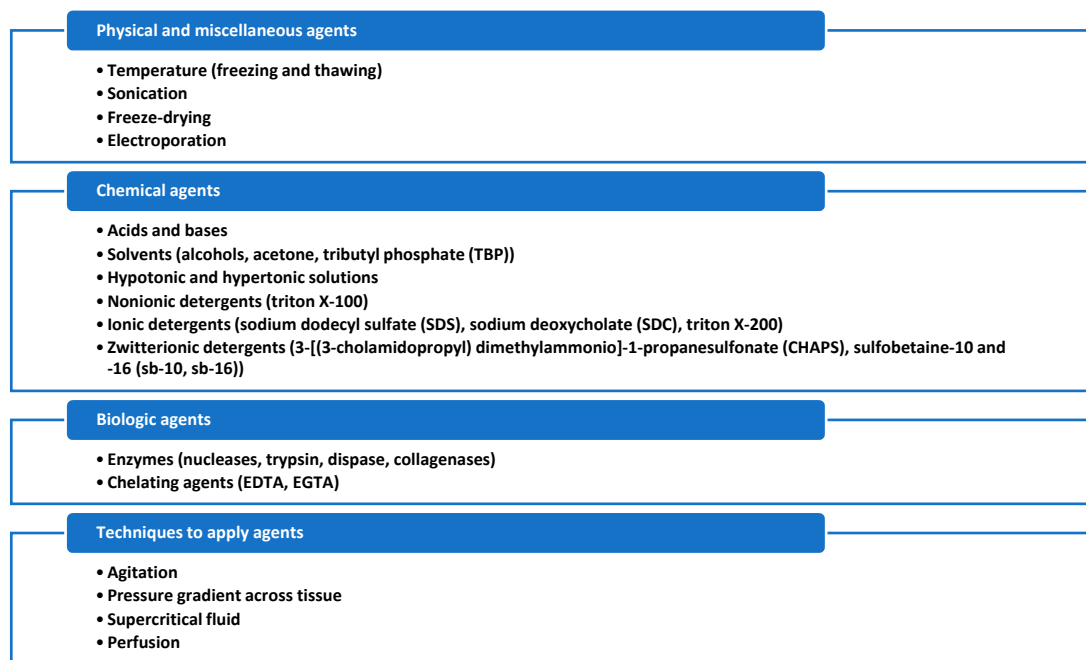 Physical and miscellaneous agents
• Temperature (freezing and thawing)
• Sonication
• Freeze-drying
• Electroporation
Chemical agents
• Acids and bases
• Solvents (alcohols, acetone, tributyl phosphate (TBP))
• Hypotonic and hypertonic solutions
• Nonionic detergents (triton X-100)
• Ionic detergents (sodium dodecyl sulfate (SDS), sodium deoxycholate (SDC), triton X-200)
• Zwitterionic detergents (3-[(3-cholamidopropyl) dimethylammonio]-1-propanesulfonate (CHAPS), sulfobetaine-10 and
-16 (sb-10, sb-16))
Biologic agents
• Enzymes (nucleases, trypsin, dispase, collagenases)
• Chelating agents (EDTA, EGTA)
Techniques to apply agents
• Agitation
• Pressure gradient across tissue
• Supercritical fluid
• Perfusion